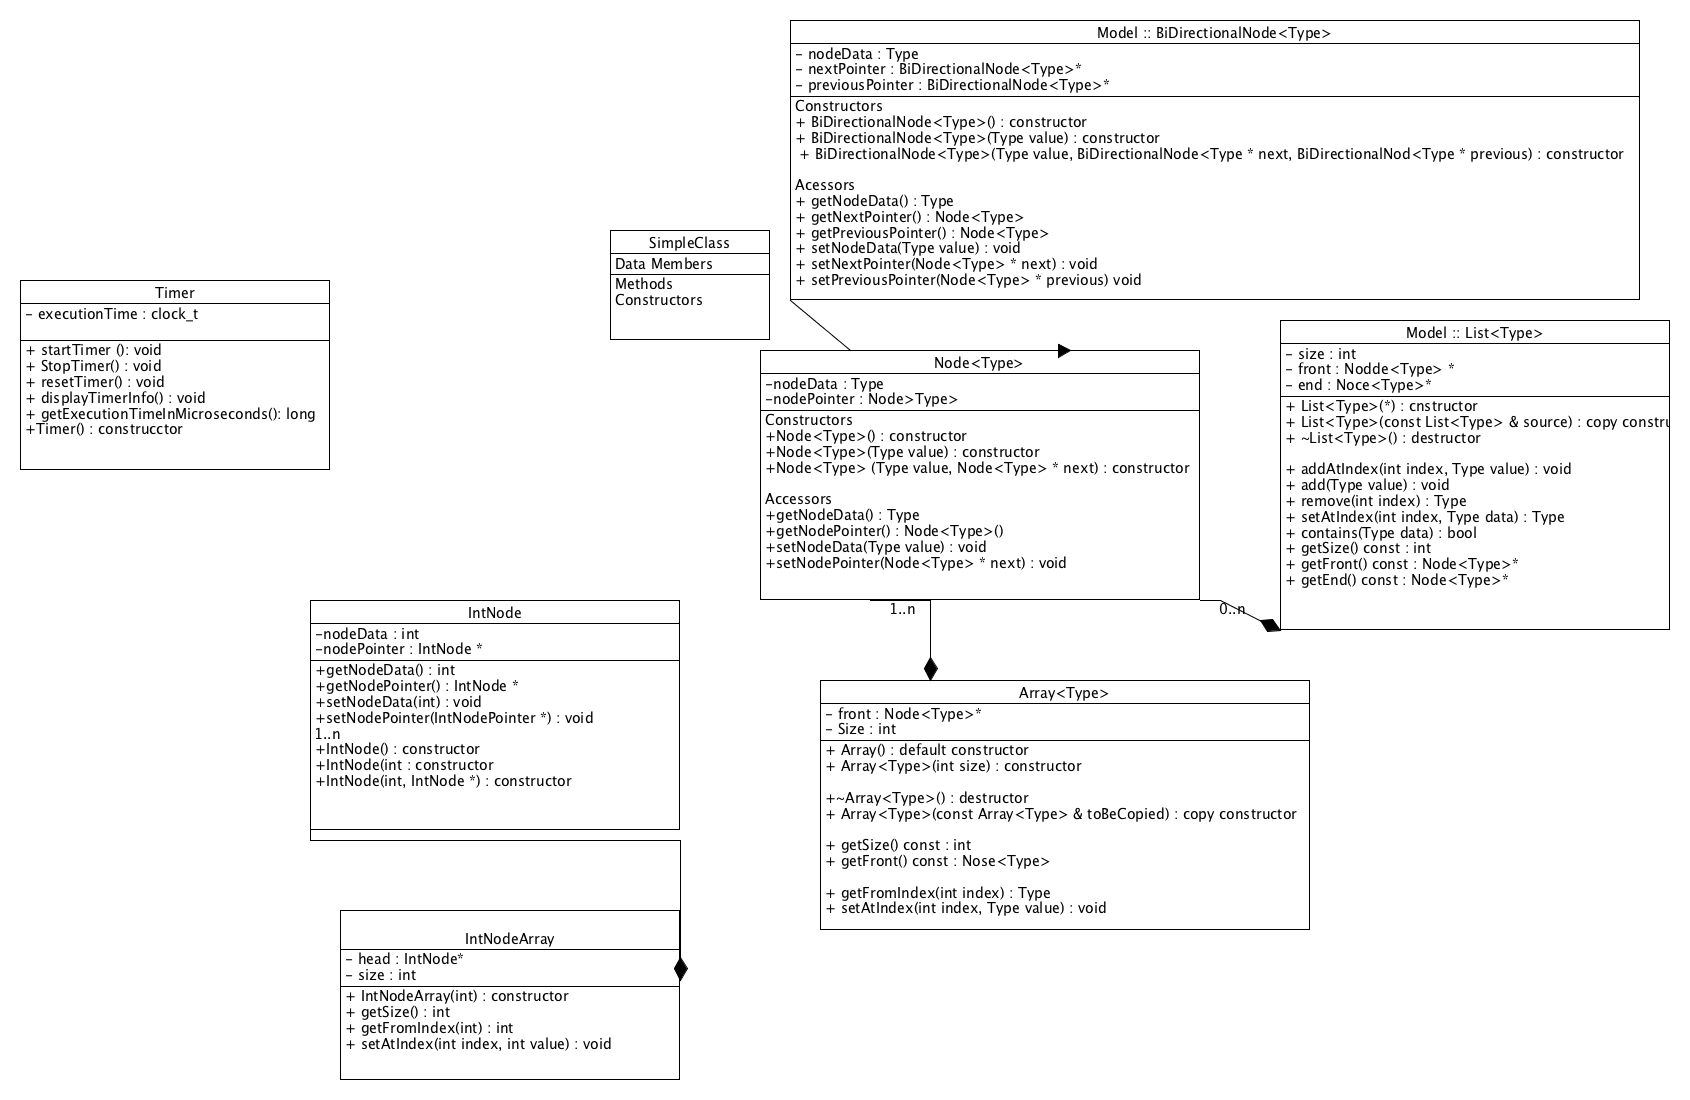 Model :: BiDirectionalNode<Type>
– nodeData : Type
– nextPointer : BiDirectionalNode<Type>*
– previousPointer : BiDirectionalNode<Type>*
Constructors
+ BiDirectionalNode<Type>() : constructor
+ BiDirectionalNode<Type>(Type value) : constructor
+ BiDirectionalNode<Type>(Type value, BiDirectionalNode<Type * next, BiDirectionalNod<Type * previous) : constructor
Acessors
+ getNodeData() : Type
+ getNextPointer() : Node<Type>
+ getPreviousPointer() : Node<Type>
+ setNodeData(Type value) : void
+ setNextPointer(Node<Type> * next) : void
+ setPreviousPointer(Node<Type> * previous) void
SimpleClass
Data Members
Methods
Constructors
Timer
– executionTime : clock_t
+ startTimer (): void
+ StopTimer() : void
+ resetTimer() : void
+ displayTimerInfo() : void
+ getExecutionTimeInMicroseconds(): long
+Timer() : construcctor
Node<Type>
–nodeData : Type
–nodePointer : Node>Type>
Constructors
+Node<Type>() : constructor
+Node<Type>(Type value) : constructor
+Node<Type> (Type value, Node<Type> * next) : constructor
Accessors
+getNodeData() : Type
+getNodePointer() : Node<Type>()
+setNodeData(Type value) : void
+setNodePointer(Node<Type> * next) : void
Model :: List<Type>
– size : int
– front : Nodde<Type> *
– end : Noce<Type>*
+ List<Type>(*) : cnstructor
+ List<Type>(const List<Type> & source) : copy constru
+ ~List<Type>() : destructor
+ addAtIndex(int index, Type value) : void
+ add(Type value) : void
+ remove(int index) : Type
+ setAtIndex(int index, Type data) : Type
+ contains(Type data) : bool
+ getSize() const : int
+ getFront() const : Node<Type>*
+ getEnd() const : Node<Type>*
1..n
0..n
IntNode
–nodeData : int
–nodePointer : IntNode *
+getNodeData() : int
+getNodePointer() : IntNode *
+setNodeData(int) : void
+setNodePointer(IntNodePointer *) : void
1..n
+IntNode() : constructor
+IntNode(int : constructor
+IntNode(int, IntNode *) : constructor
Array<Type>
– front : Node<Type>*
– Size : int
+ Array() : default constructor
+ Array<Type>(int size) : constructor
+~Array<Type>() : destructor
+ Array<Type>(const Array<Type> & toBeCopied) : copy constructor
+ getSize() const : int
+ getFront() const : Nose<Type>
+ getFromIndex(int index) : Type
+ setAtIndex(int index, Type value) : void
IntNodeArray
– head : IntNode*
– size : int
+ IntNodeArray(int) : constructor
+ getSize() : int
+ getFromIndex(int) : int
+ setAtIndex(int index, int value) : void